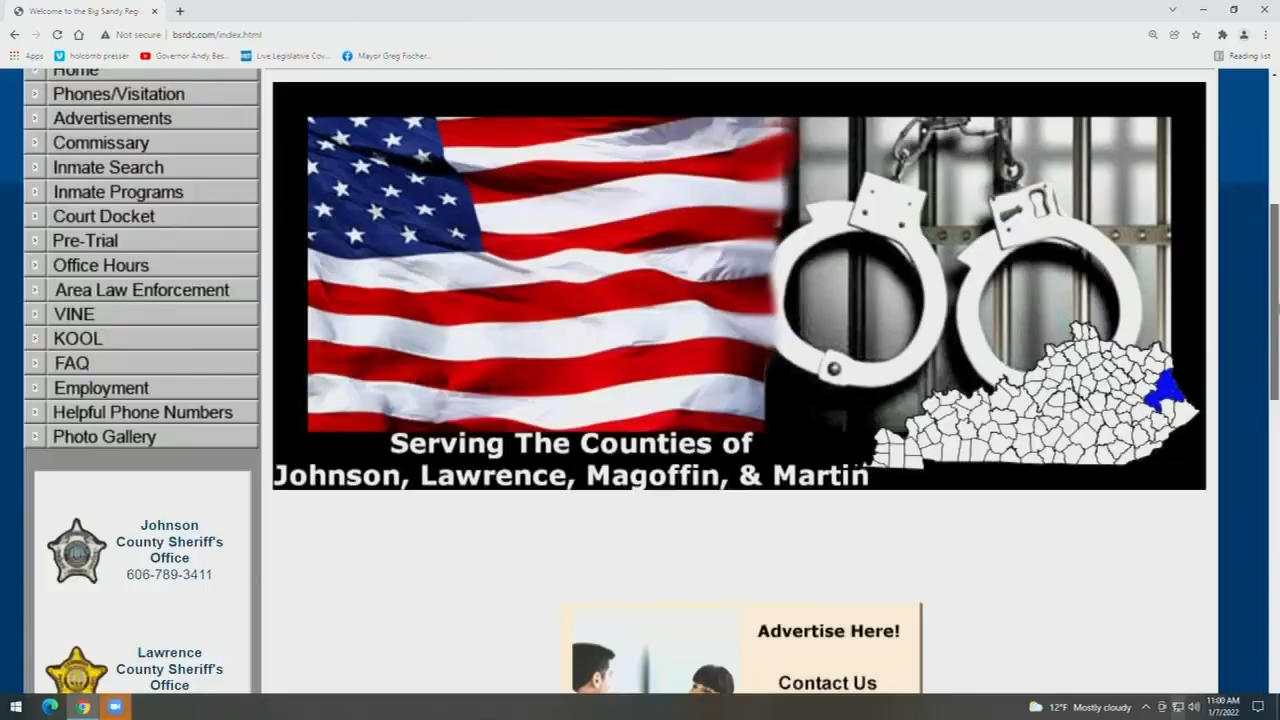 Welcome to the Big Sandy Reg
Not secure
bsrdc.com/index.html
Apps
holcomb presser
Governor Andy Bes...
Live Legislative Cov...
Mayor Greg Fischer...
Reading list
Home
Phones/Visitation
Advertisements
Commissary
Inmate Search
Inmate Programs
Court Docket
Pre-Trial
Office Hours
Area Law Enforcement
VINE
KOOL
FAQ
Employment
Helpful Phone Numbers
Photo Gallery
Serving The Counties of
Johnson, Lawrence, Magoffin, & Martin
Johnson
County Sheriff's
Office
606-789-3411
Lawrence
County Sheriff's
Office
Advertise Here!
Contact Us
12°F Mostly cloudy
11:00 AM
1/7/2022